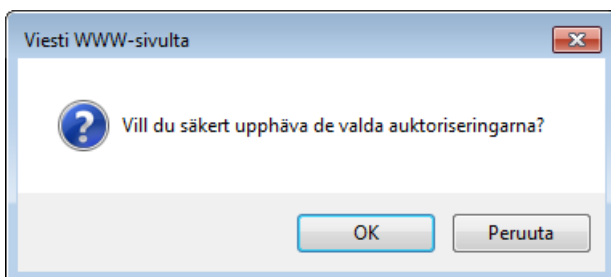 Viesti WWW-sivulta
Vill du säkert upphäva de valda auktoriseringarna?
OK
Peruuta